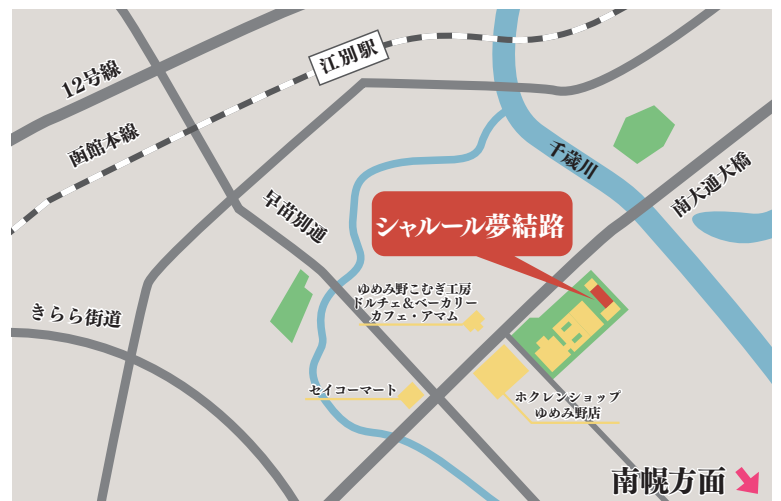 江別駅
12号線
函館本線
千歳川
南大通大橋
早苗別通
シャルール夢結路
ゆめみ野こむぎ工房
ドルチェ&ベーカリー
カフェ・アマム
きらら街道
セイコーマート
ホクレンショップ
ゆめみ野店
南幌方面